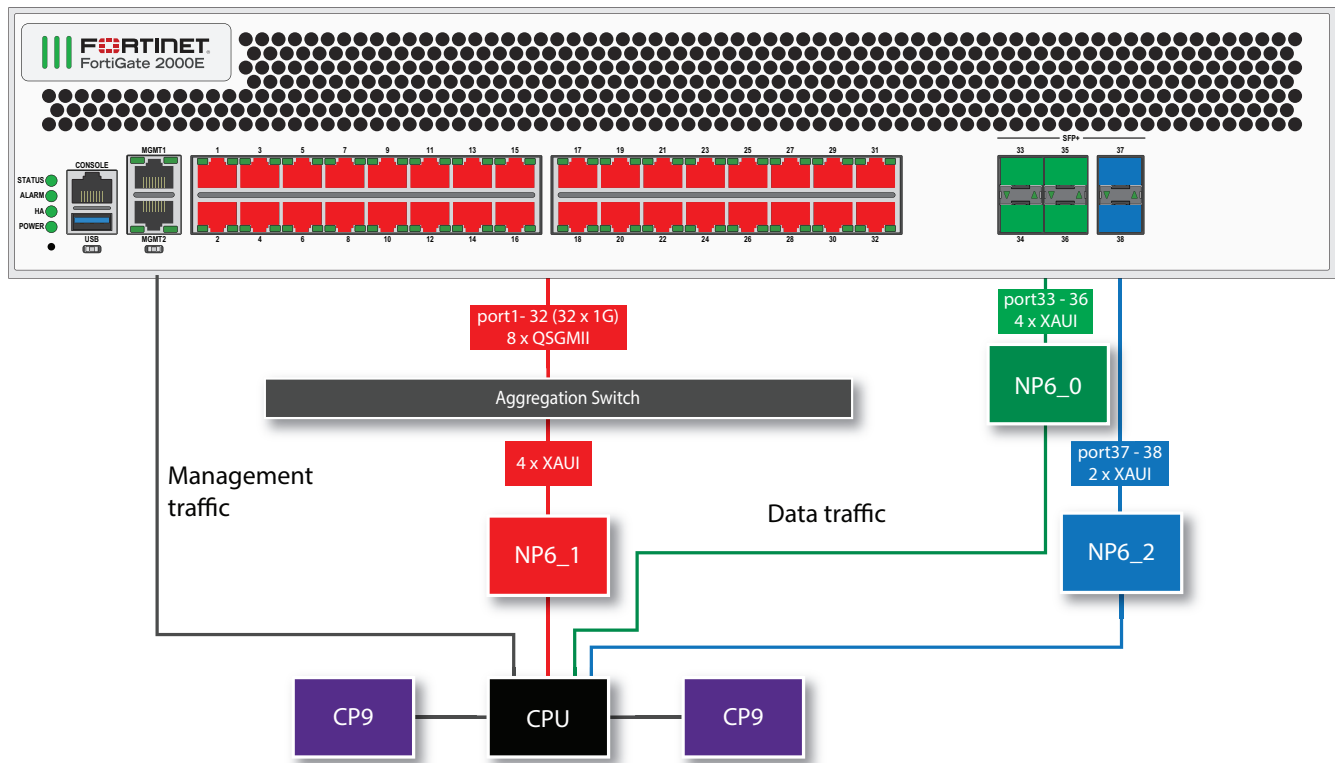 FORTINET
FortiGate 2000E
SFP+
CONSOLE
MGMT1
1 3 5 7 9 11 13 15
17 19 21 23 25 27 29 31
33 35 37
STATUS
ALARM
HA
POWER
USB
MGMT2
2 4 6 8 10 12 14 16
18 20 22 24 26 28 30 32
34 36 38
port1- 32 (32 x 1G)
8 x QSGMII
port33 - 36
4 x XAUI
Aggregation Switch
NP6_0
4 x XAUI
port37 - 38
2 x XAUI
Management
traffic
Data traffic
NP6_1
NP6_2
CP9
CPU
CP9